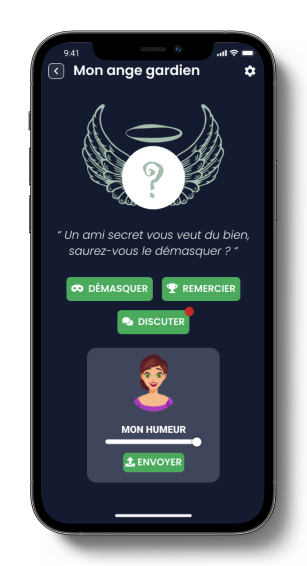 9:41
Mon ange gardien
?
“ Un ami secret vous veut du bien,
saurez-vous le démasquer ? “
DÉMASQUER
REMERCIER
DISCUTER
MON HUMEUR
ENVOYER